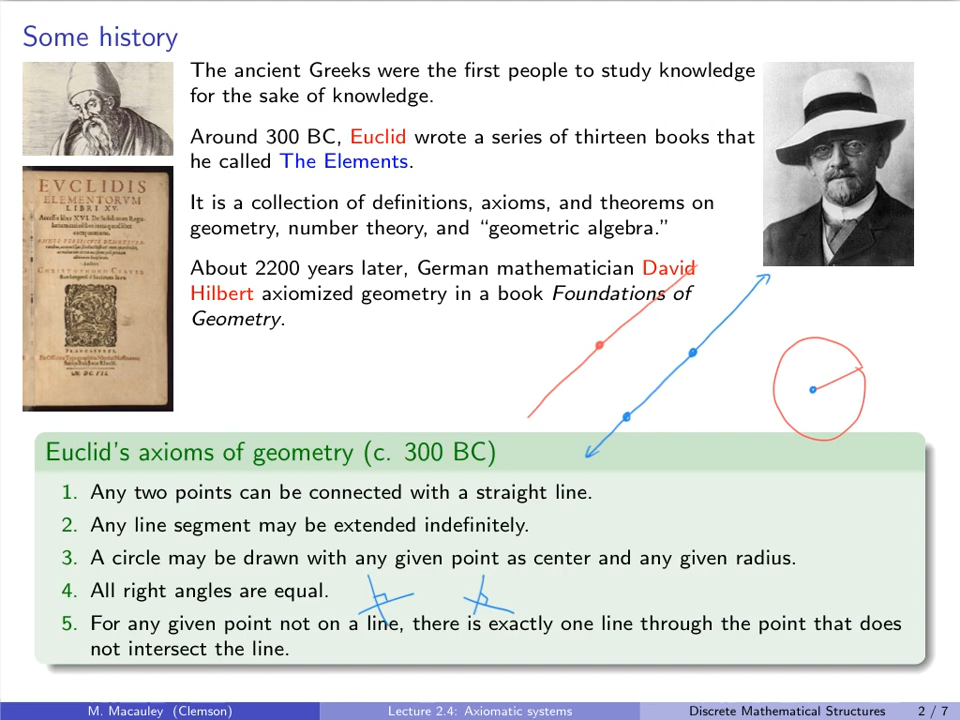 Some history
The ancient Greeks were the first people to study knowledge
for the sake of knowledge.
Around 300 BC, Euclid wrote a series of thirteen books that
he called The Elements.
It is a collection of definitions, axioms, and theorems on
geometry, number theory, and “geometric algebra.”
About 2200 years later, German mathematician David
Hilbert axiomized geometry in a book Foundations of
Geometry.
EVCLIDIS
ELEMENTORVM
LIBRI XV.
Euclid's axioms of geometry (c. 300 BC)
1. Any two points can be connected with a straight line.
2. Any line segment may be extended indefinitely.
3. A circle may be drawn with any given point as center and any given radius.
4. All right angles are equal.
5. For any given point not on a line, there is exactly one line through the point that does
not intersect the line.
M. Macauley (Clemson)
Lecture 2.4: Axiomatic systems
Discrete Mathematical Structures
2 / 7